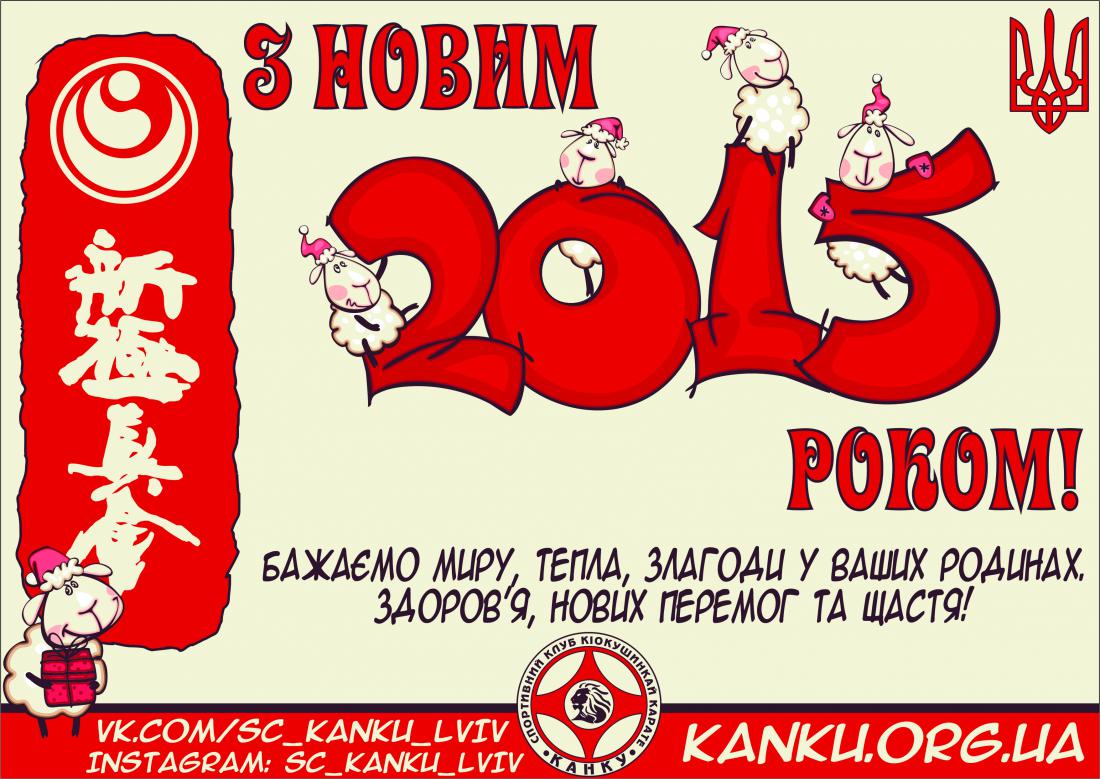 З НОВИМ
2015
РОКОМ!
新極真会
БАЖАЄМО МИРУ, ТЕПЛА, ЗЛАГОДИ У ВАШИХ РОДИНАХ.
ЗДОРОВ'Я, НОВИХ ПЕРЕМОГ ТА ЩАСТЯ!
СПОРТИВНИЙ КЛУБ КІОКУШИНКАЙ КАРАТЕ
• КАНКУ •
VK.COM/SC_KANKU_LVIV
INSTAGRAM: SC_KANKU_LVIV
KANKU.ORG.UA